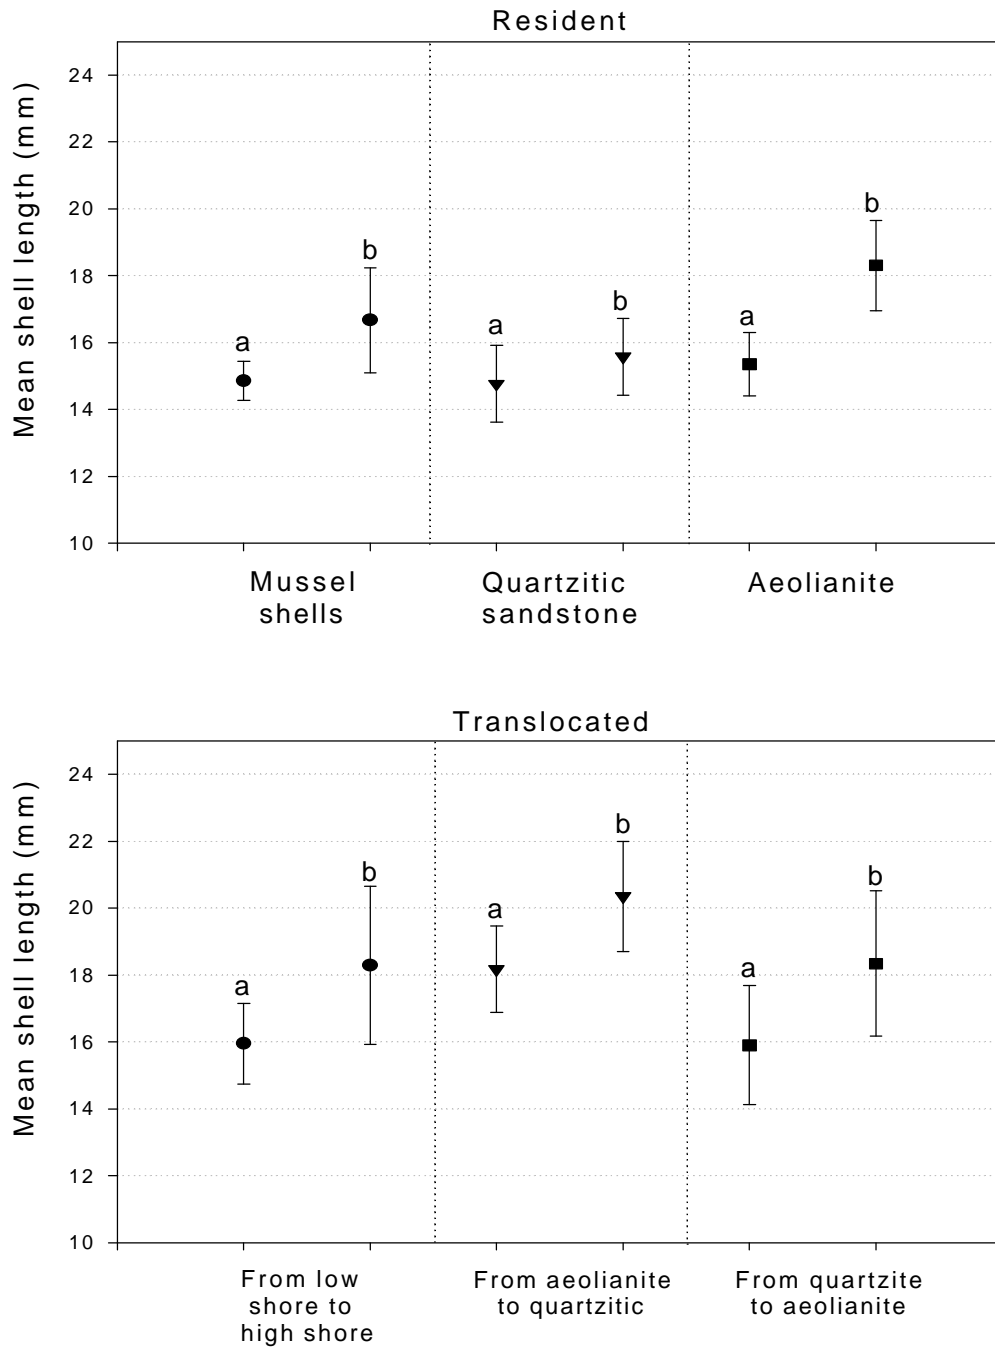 Resident
Mean shell length (mm)
24
22
20
18
16
14
12
10
a
b
a
b
a
b
Mussel
shells
Quartzitic
sandstone
Aeolianite
Translocated
Mean shell length (mm)
24
22
20
18
16
14
12
10
a
b
a
b
a
b
From low
shore to
high shore
From aeolianite
to quartzitic
From quartzite
to aeolianite